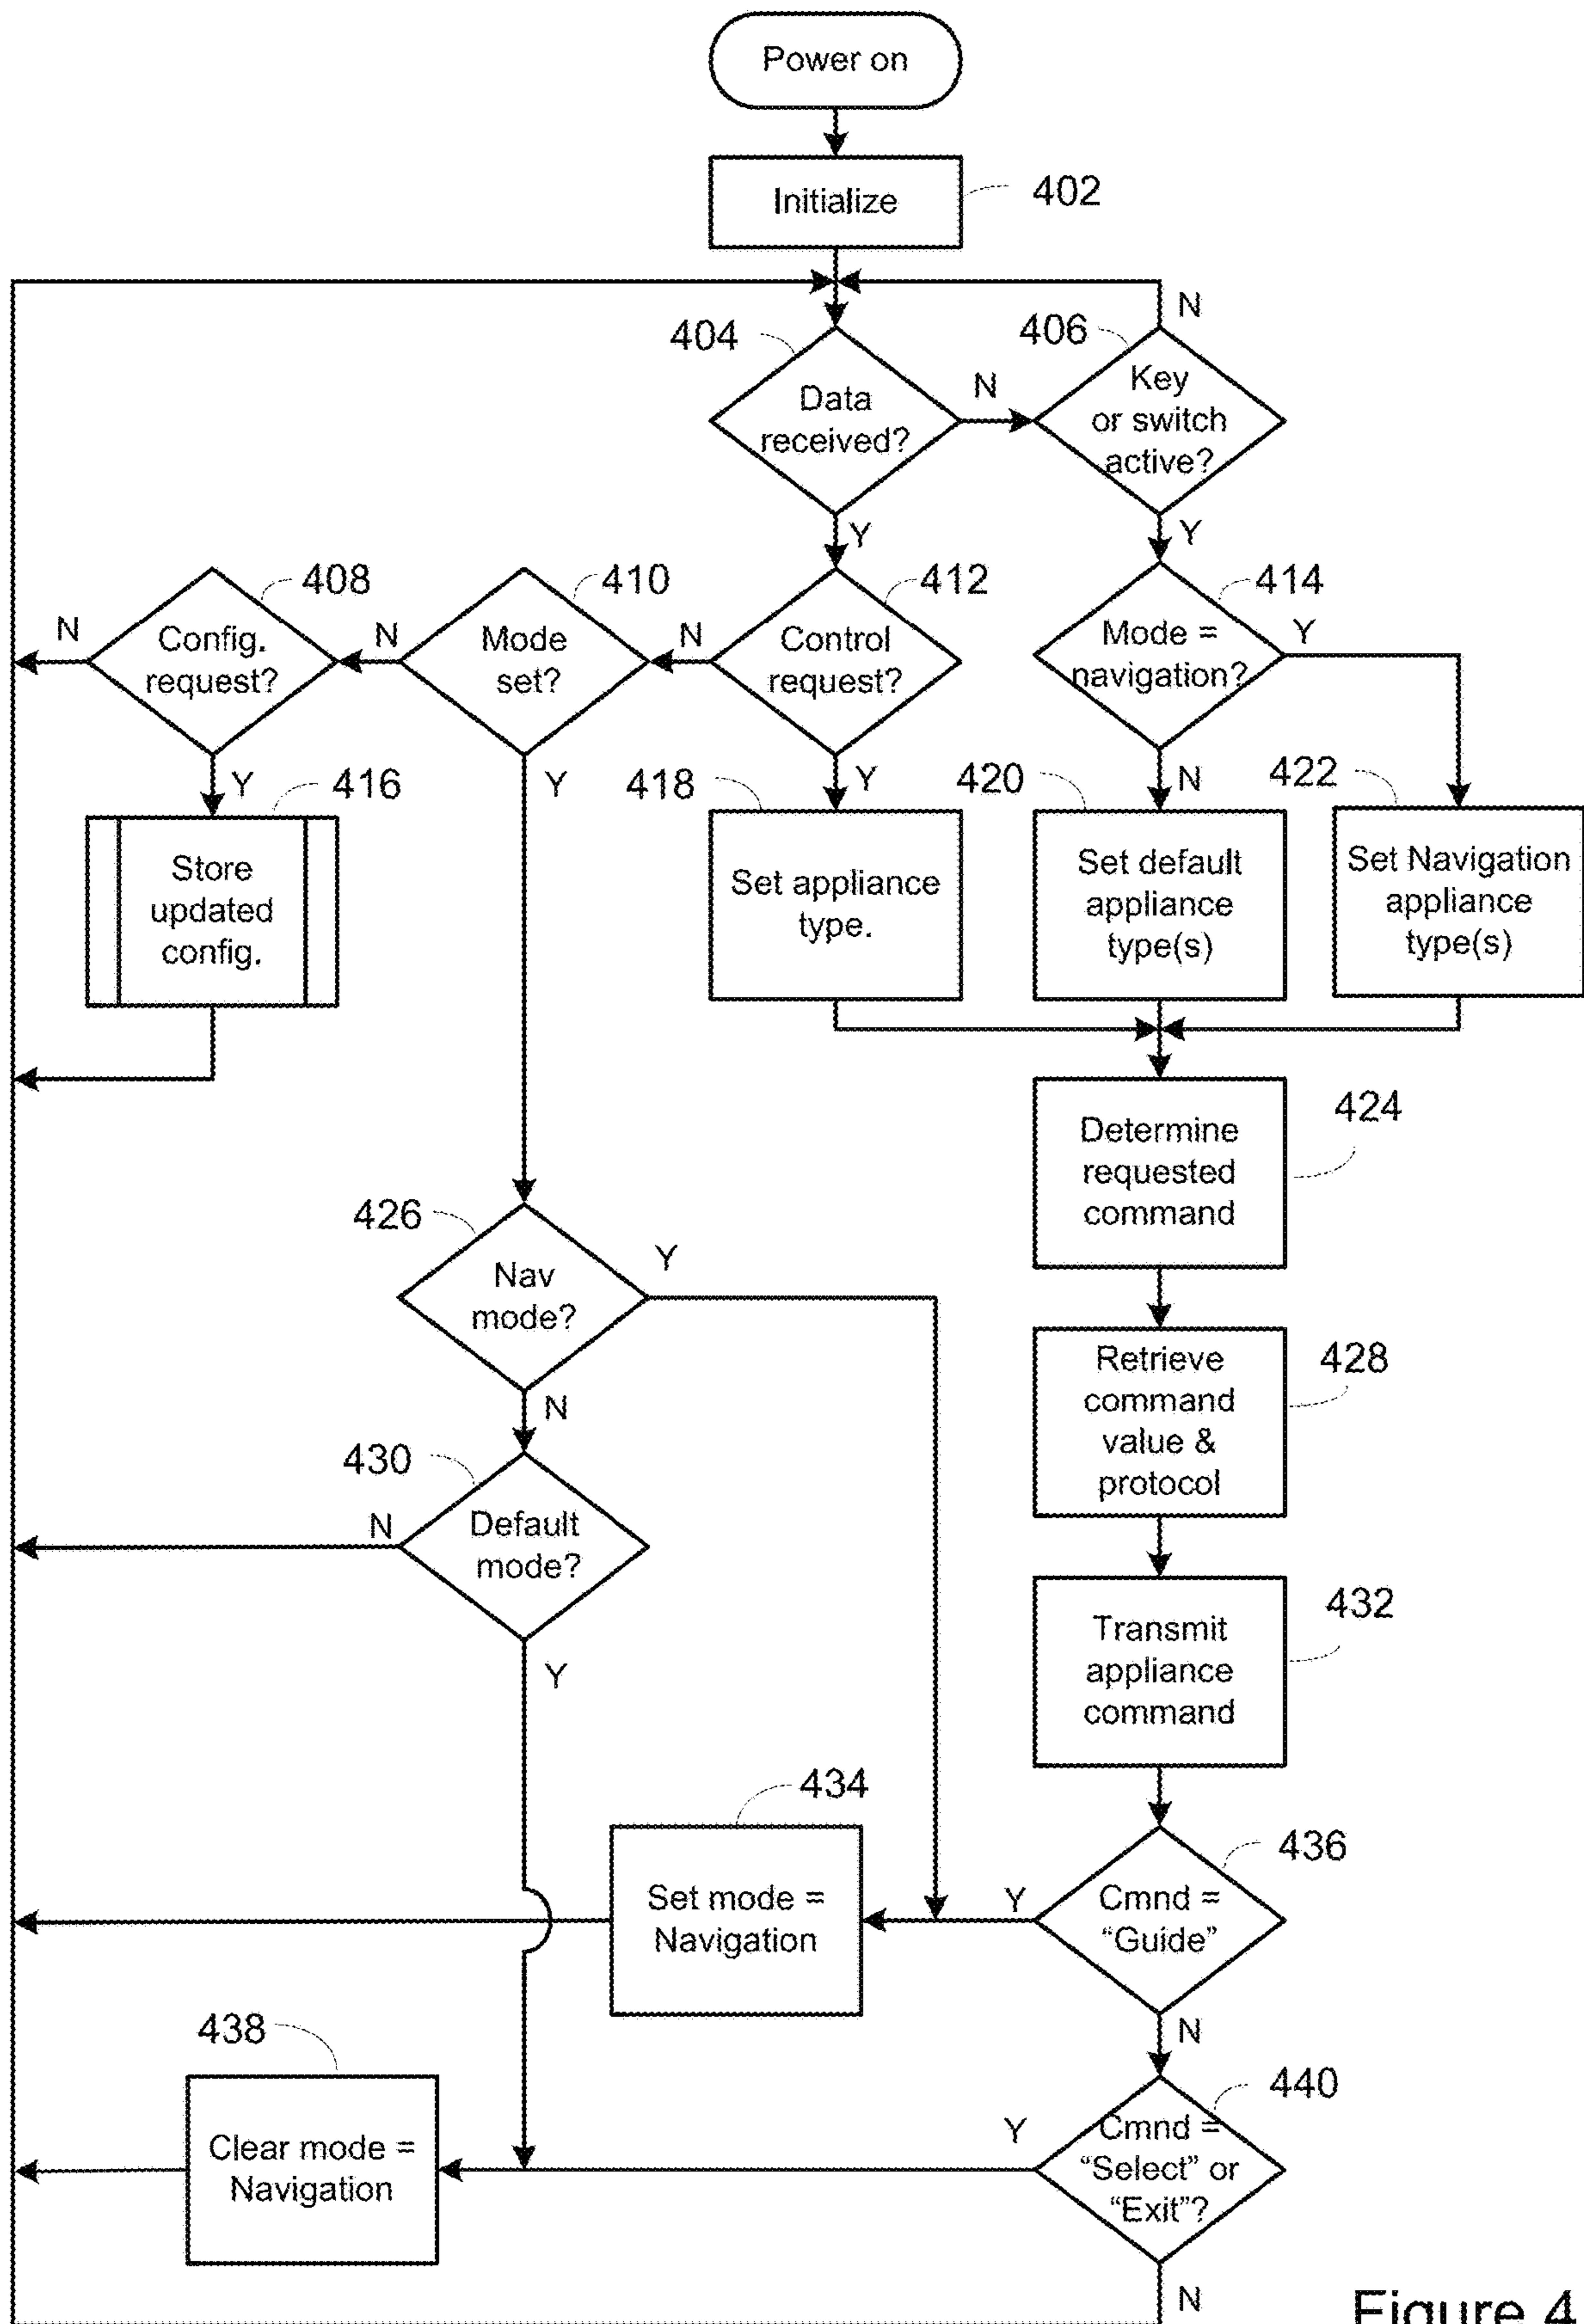 Power on
Initialize
402
N
404
406
Data
received?
N
Key
or switch
active?
Y
Y
408
410
412
414
N
Config.
request?
N
Mode
set?
N
Control
request?
Mode =
navigation?
Y
Y
416
Y
418
Y
420
N
422
Store
updated
config.
Set appliance
type.
Set default
appliance
type(s)
Set Navigation
appliance
type(s)
424
Determine
requested
command
426
Nav
mode?
Y
N
428
Retrieve
command
value &
protocol
430
N
Default
mode?
Y
432
Transmit
appliance
command
434
Set mode =
Navigation
436
Y
Cmnd =
“Guide”
N
438
Clear mode =
Navigation
440
Y
Cmnd =
“Select” or
“Exit”?
N
Figure 4